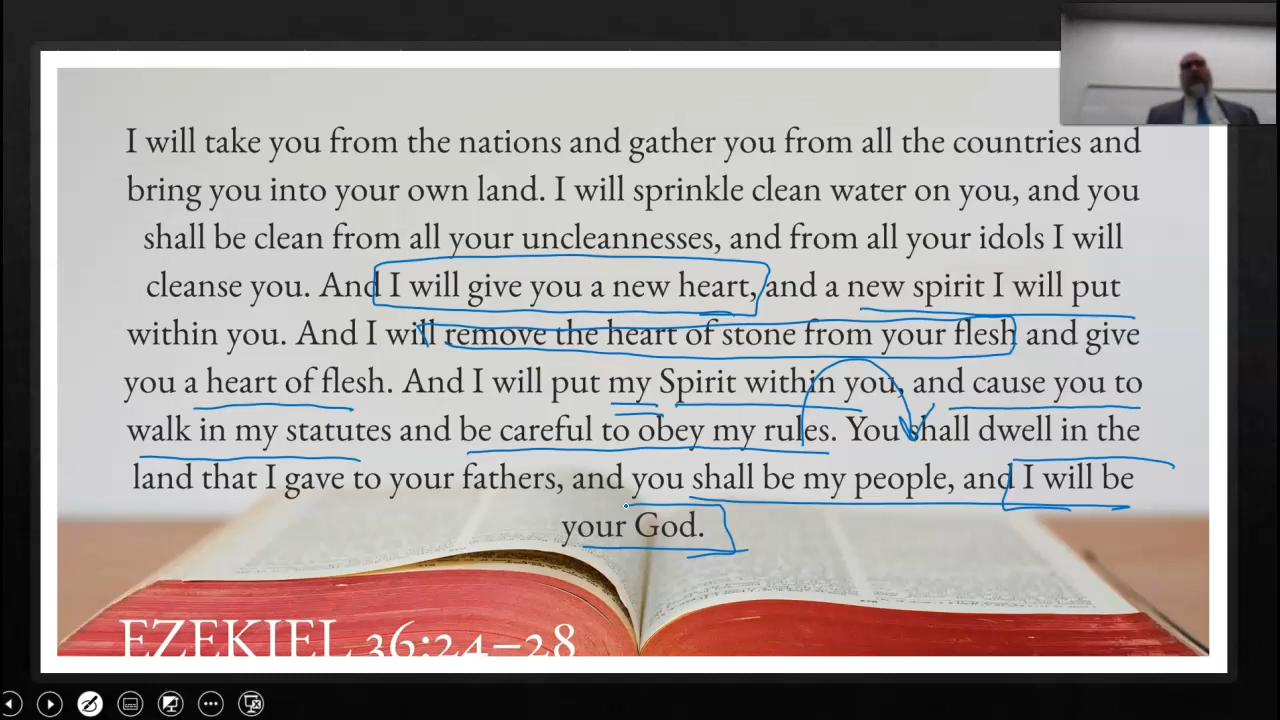 I will take you from the nations and gather you from all the countries and
bring you into your own land. I will sprinkle clean water on you, and you
shall be clean from all your uncleannesses, and from all your idols I will
cleanse you. And I will give you a new heart, and a new spirit I will put
within you. And I will remove the heart of stone from your flesh and give
you a heart of flesh. And I will put my Spirit within you, and cause you to
walk in my statutes and be careful to obey my rules. You shall dwell in the
land that I gave to your fathers, and you shall be my people, and I will be
your God.
EZEKIEL 36:24–28